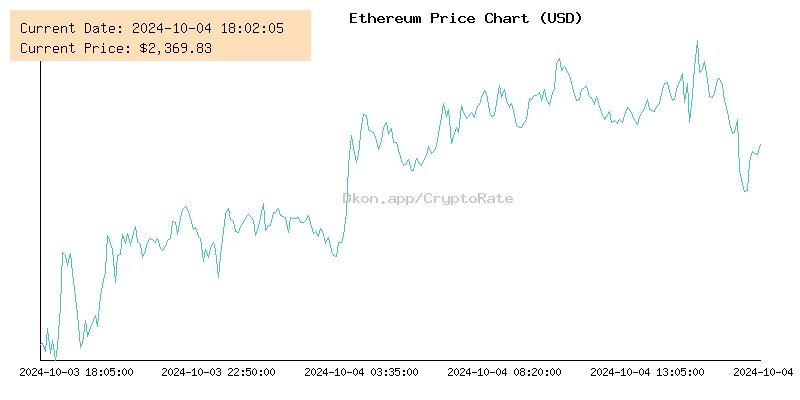 Ethereum Price Chart (USD)
Current Date: 2024-10-04 18:02:05
Current Price: $2,369.83
Dkon.app/CryptoRate
2024-10-03 18:05:00 2024-10-03 22:50:00 2024-10-04 03:35:00 2024-10-04 08:20:00 2024-10-04 13:05:00 2024-10-04